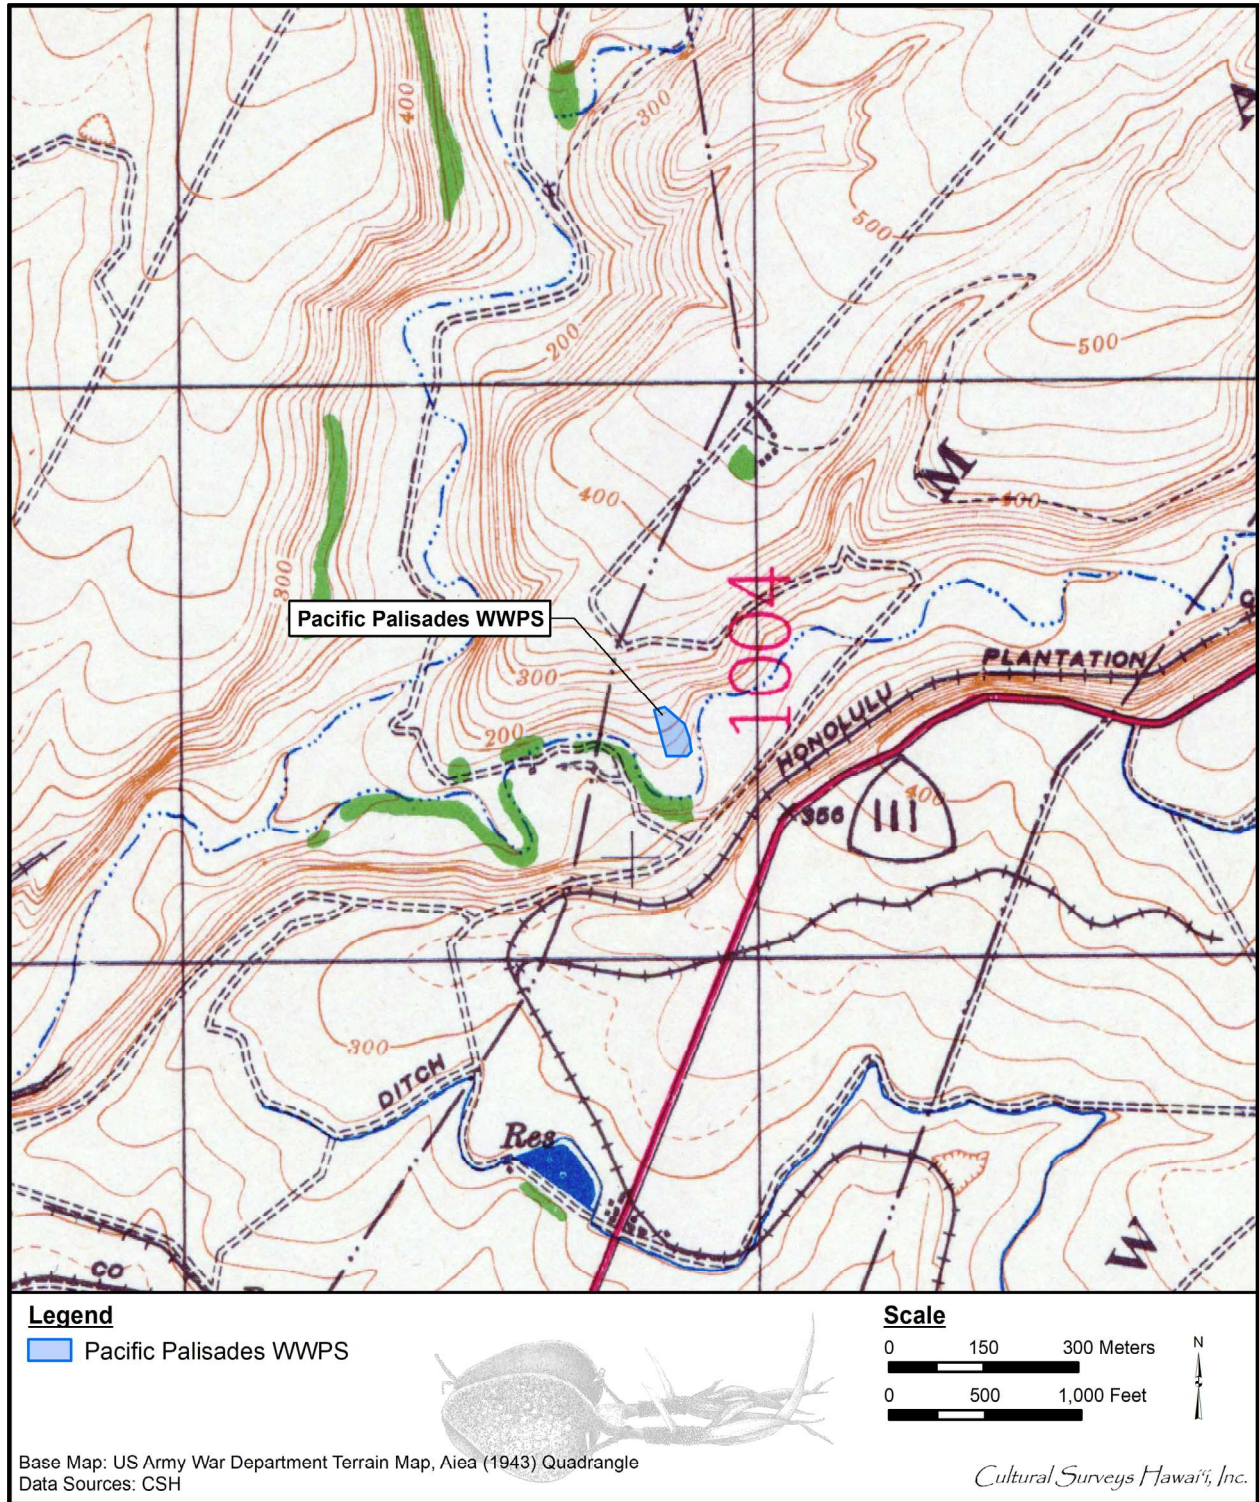 400
300
A
500
200
500
M
400
400
300
1004
Pacific Palisades WWPS
PLANTATION
300
HONOLULU
200
400
356
111
300
DITCH
Res
W
CO
Legend
Pacific Palisades WWPS
Scale
0 150 300 Meters
0 500 1,000 Feet
N
Base Map: US Army War Department Terrain Map, Aiea (1943) Quadrangle
Data Sources: CSH
Cultural Surveys Hawai‘i, Inc.